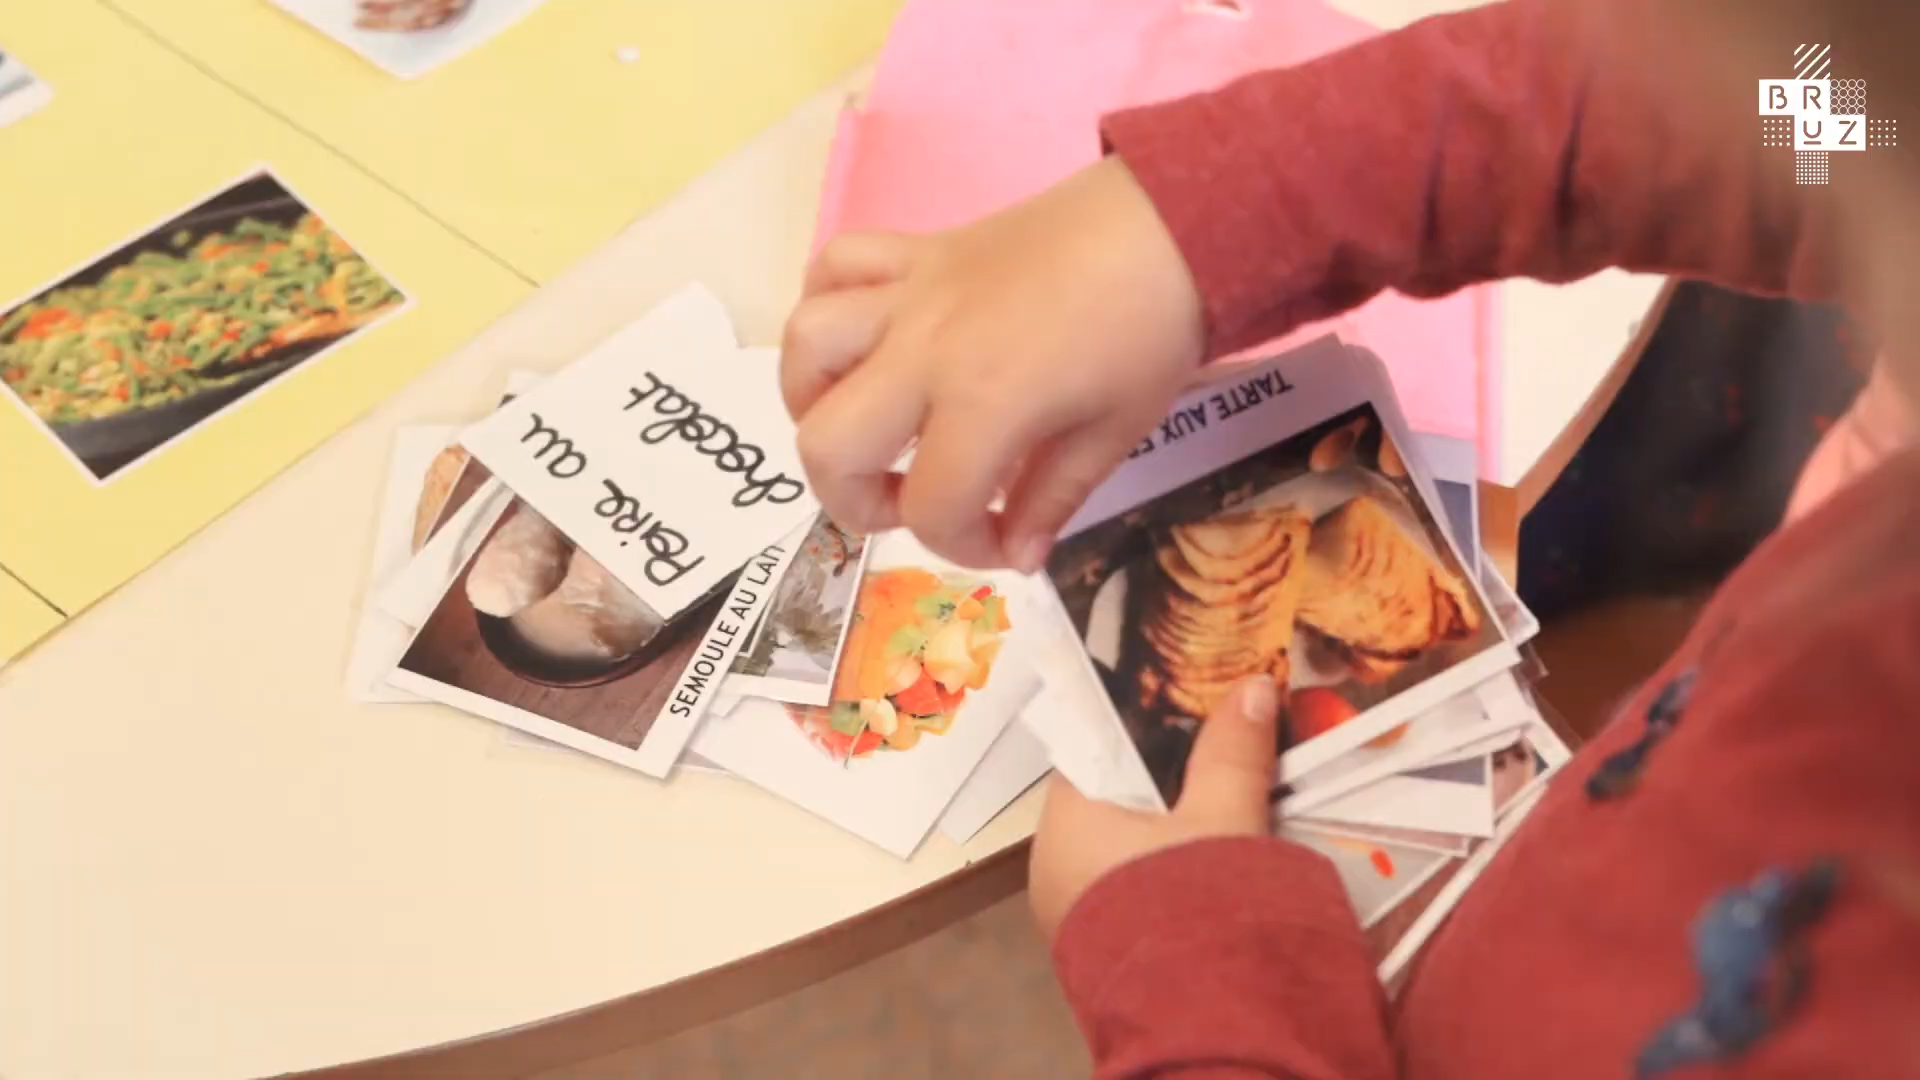 BR
UZ
Poire au
chocolat
TARTE AUX
SEMOULE AU LAIT